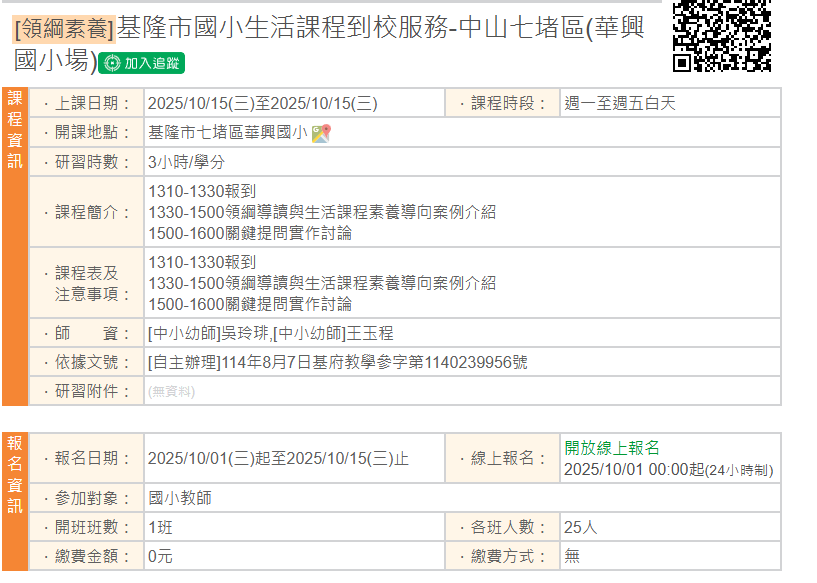 [領綱素養]基隆市國小生活課程到校服務-中山七堵區(華興
國小場) 加入追蹤
課程資訊
．上課日期： 2025/10/15(三)至2025/10/15(三) ．課程時段： 週一至週五白天
．開課地點： 基隆市七堵區華興國小
．研習時數： 3小時/學分
．課程簡介：
1310-1330報到
1330-1500領綱導讀與生活課程素養導向案例介紹
1500-1600關鍵提問實作討論
．課程表及
注意事項：
1310-1330報到
1330-1500領綱導讀與生活課程素養導向案例介紹
1500-1600關鍵提問實作討論
．師　　資： [中小幼師]吳玲琲,[中小幼師]王玉程
．依據文號： [自主辦理]114年8月7日基府教學參字第1140239956號
．研習附件： (無資料)
報名資訊
．報名日期： 2025/10/01(三)起至2025/10/15(三)止 ．線上報名：
開放線上報名
2025/10/01 00:00起(24小時制)
．參加對象： 國小教師
．開班班數： 1班 ．各班人數： 25人
．繳費金額： 0元 ．繳費方式： 無